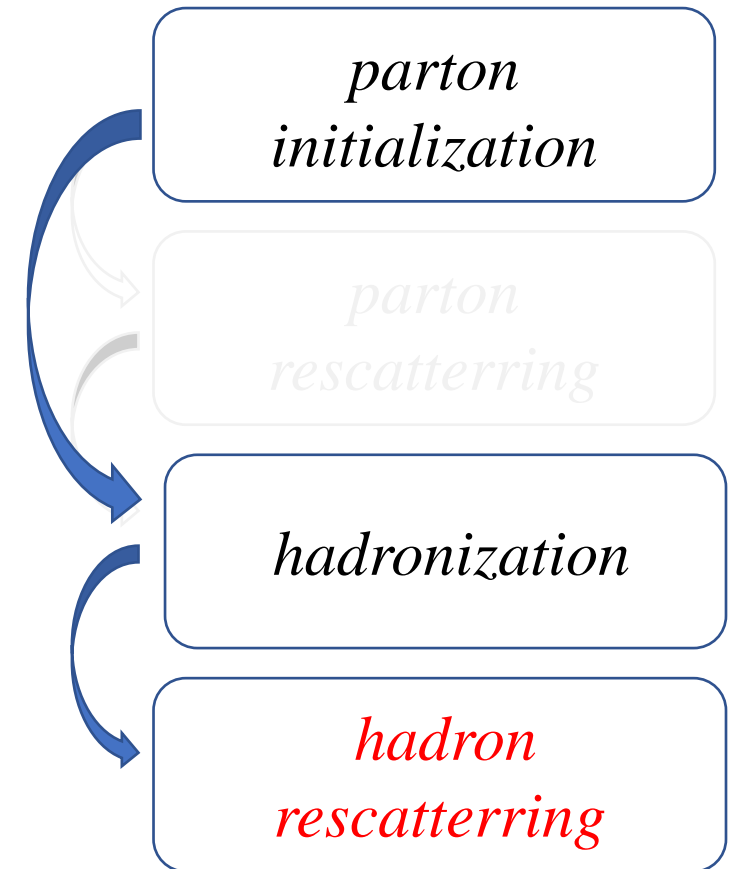 parton
initialization
parton
rescatterring
hadronization
hadron
rescatterring